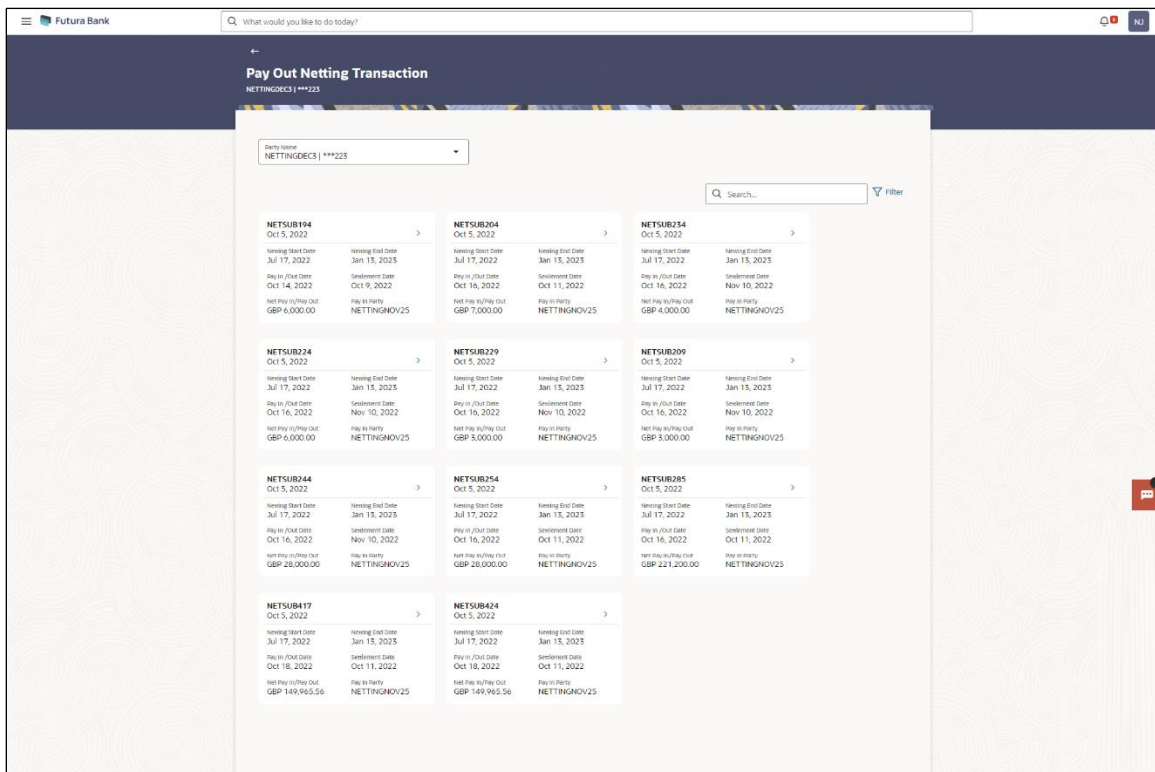 Futura Bank
What would you like to do today?
NJ
Pay Out Netting Transaction
NETTINGDEC3 | ***223
Party Name
NETTINGDEC3 | ***223
Search...
Filter
NETSUB194
Oct 5, 2022
Netting Start Date Netting End Date
Jul 17, 2022 Jan 13, 2023
Pay In /Out Date Settlement Date
Oct 14, 2022 Oct 9, 2022
Net Pay In/Pay Out Pay In Party
GBP 6,000.00 NETTINGNOV25
NETSUB204
Oct 5, 2022
Netting Start Date Netting End Date
Jul 17, 2022 Jan 13, 2023
Pay In /Out Date Settlement Date
Oct 16, 2022 Oct 11, 2022
Net Pay In/Pay Out Pay In Party
GBP 7,000.00 NETTINGNOV25
NETSUB234
Oct 5, 2022
Netting Start Date Netting End Date
Jul 17, 2022 Jan 13, 2023
Pay In /Out Date Settlement Date
Oct 16, 2022 Nov 10, 2022
Net Pay In/Pay Out Pay In Party
GBP 4,000.00 NETTINGNOV25
NETSUB224
Oct 5, 2022
Netting Start Date Netting End Date
Jul 17, 2022 Jan 13, 2023
Pay In /Out Date Settlement Date
Oct 16, 2022 Nov 10, 2022
Net Pay In/Pay Out Pay In Party
GBP 6,000.00 NETTINGNOV25
NETSUB229
Oct 5, 2022
Netting Start Date Netting End Date
Jul 17, 2022 Jan 13, 2023
Pay In /Out Date Settlement Date
Oct 16, 2022 Nov 10, 2022
Net Pay In/Pay Out Pay In Party
GBP 3,000.00 NETTINGNOV25
NETSUB209
Oct 5, 2022
Netting Start Date Netting End Date
Jul 17, 2022 Jan 13, 2023
Pay In /Out Date Settlement Date
Oct 16, 2022 Nov 10, 2022
Net Pay In/Pay Out Pay In Party
GBP 3,000.00 NETTINGNOV25
NETSUB244
Oct 5, 2022
Netting Start Date Netting End Date
Jul 17, 2022 Jan 13, 2023
Pay In /Out Date Settlement Date
Oct 16, 2022 Nov 10, 2022
Net Pay In/Pay Out Pay In Party
GBP 28,000.00 NETTINGNOV25
NETSUB254
Oct 5, 2022
Netting Start Date Netting End Date
Jul 17, 2022 Jan 13, 2023
Pay In /Out Date Settlement Date
Oct 16, 2022 Oct 11, 2022
Net Pay In/Pay Out Pay In Party
GBP 28,000.00 NETTINGNOV25
NETSUB285
Oct 5, 2022
Netting Start Date Netting End Date
Jul 17, 2022 Jan 13, 2023
Pay In /Out Date Settlement Date
Oct 16, 2022 Oct 11, 2022
Net Pay In/Pay Out Pay In Party
GBP 221,200.00 NETTINGNOV25
NETSUB417
Oct 5, 2022
Netting Start Date Netting End Date
Jul 17, 2022 Jan 13, 2023
Pay In /Out Date Settlement Date
Oct 18, 2022 Oct 11, 2022
Net Pay In/Pay Out Pay In Party
GBP 149,965.56 NETTINGNOV25
NETSUB424
Oct 5, 2022
Netting Start Date Netting End Date
Jul 17, 2022 Jan 13, 2023
Pay In /Out Date Settlement Date
Oct 18, 2022 Oct 11, 2022
Net Pay In/Pay Out Pay In Party
GBP 149,965.56 NETTINGNOV25